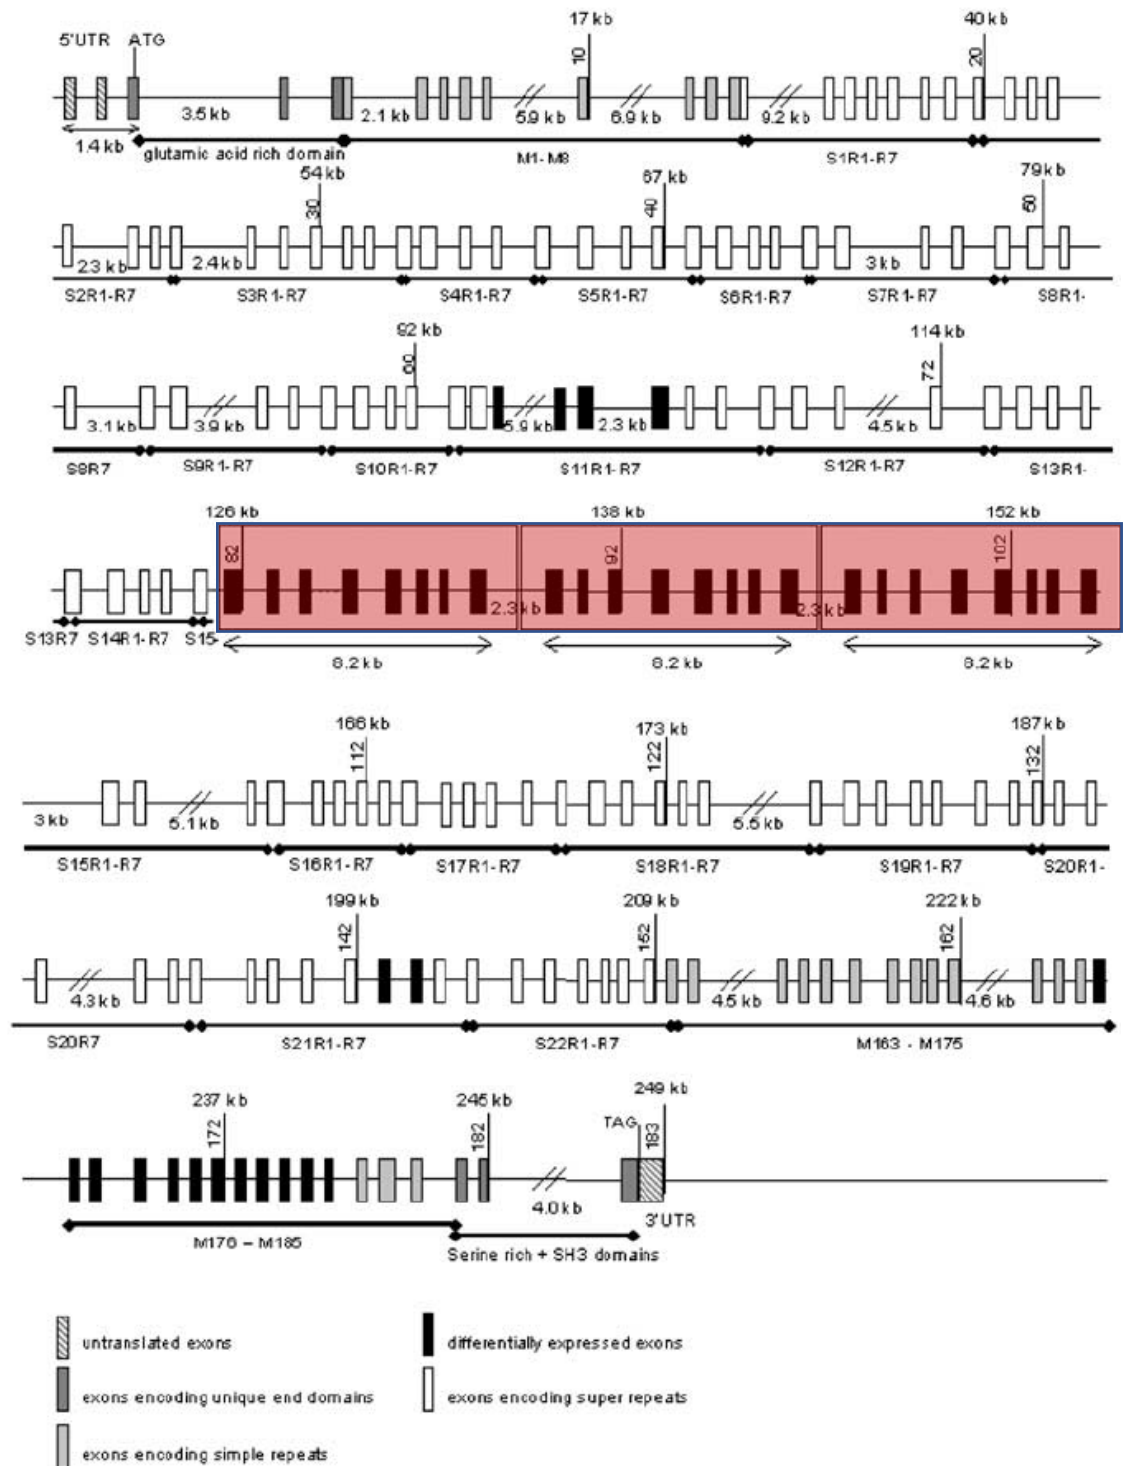 17 kb 40 kb
5'UTR ATG 10 20
3.5 kb 2.1 kb 5.9 kb 6.9 kb 9.2 kb
1.4 kb glutamic acid rich domain M1-M8 S1R1-R7
54 kb 67 kb 79 kb
30 40 50
23 kb 2.4 kb 3 kb
S2R1-R7 S3R1-R7 S4R1-R7 S5R1-R7 S6R1-R7 S7R1-R7 S8R1-
92 kb 114 kb
60 72
3.1 kb 3.9 kb 5.9 kb 2.3 kb 4.5 kb
S8R7 S9R1-R7 S10R1-R7 S11R1-R7 S12R1-R7 S13R1-
126 kb 138 kb 152 kb
82 92 102
2.3 kb 2.3 kb
S13R7 S14R1-R7 S15-
8.2 kb 8.2 kb 8.2 kb
166 kb 173 kb 187 kb
112 122 132
3 kb 5.1 kb 5.5 kb
S15R1-R7 S16R1-R7 S17R1-R7 S18R1-R7 S19R1-R7 S20R1-
199 kb 209 kb 222 kb
142 152 162
4.3 kb 4.5 kb 4.6 kb
S20R7 S21R1-R7 S22R1-R7 M163 - M175
237 kb 245 kb 249 kb
172 182 TAG 183
4.0 kb 3'UTR
M176 – M185
Serine rich + SH3 domains
untranslated exons differentially expressed exons
exons encoding unique end domains exons encoding super repeats
exons encoding simple repeats